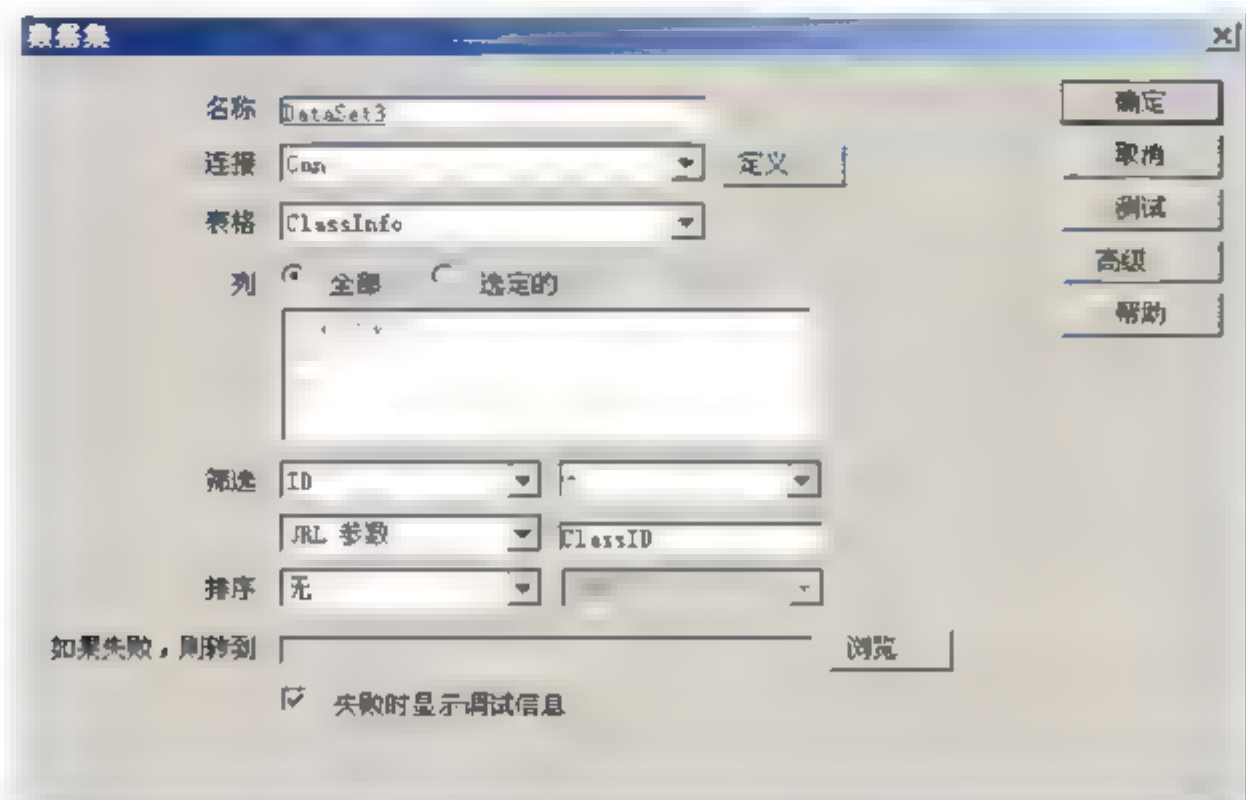 数据集
名称 DataSet3 确定
连接 Con 定义 取消
表格 ClassInfo 测试
列 全部 选定的 高级
帮助
筛选 ID
URL 参数 ClassID
排序 无
如果失败，则转到 浏览
失败时显示调试信息